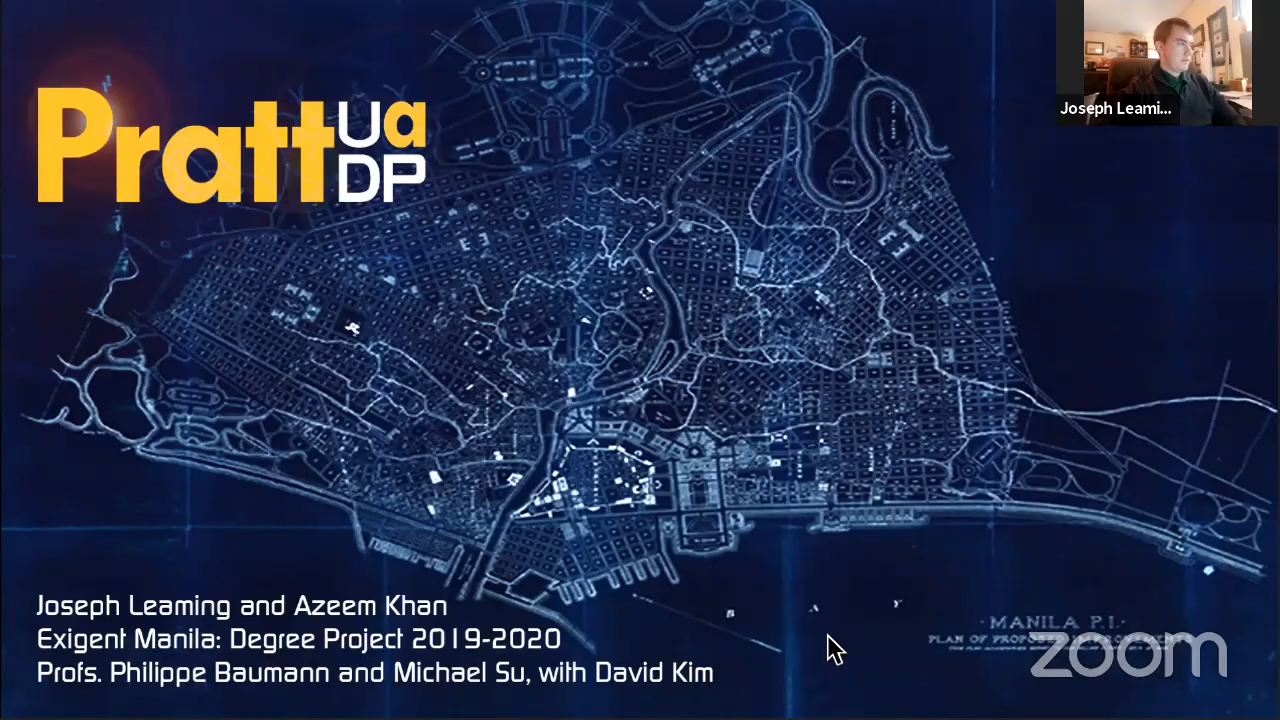 Pratt
Ua
DP
Joseph Leami...
Joseph Leaming and Azeem Khan
Exigent Manila: Degree Project 2019-2020
Profs. Philippe Baumann and Michael Su, with David Kim
B A Y
· MANILA P.I. ·
PLAN OF PROPOSED IMPROVEMENTS
zoom